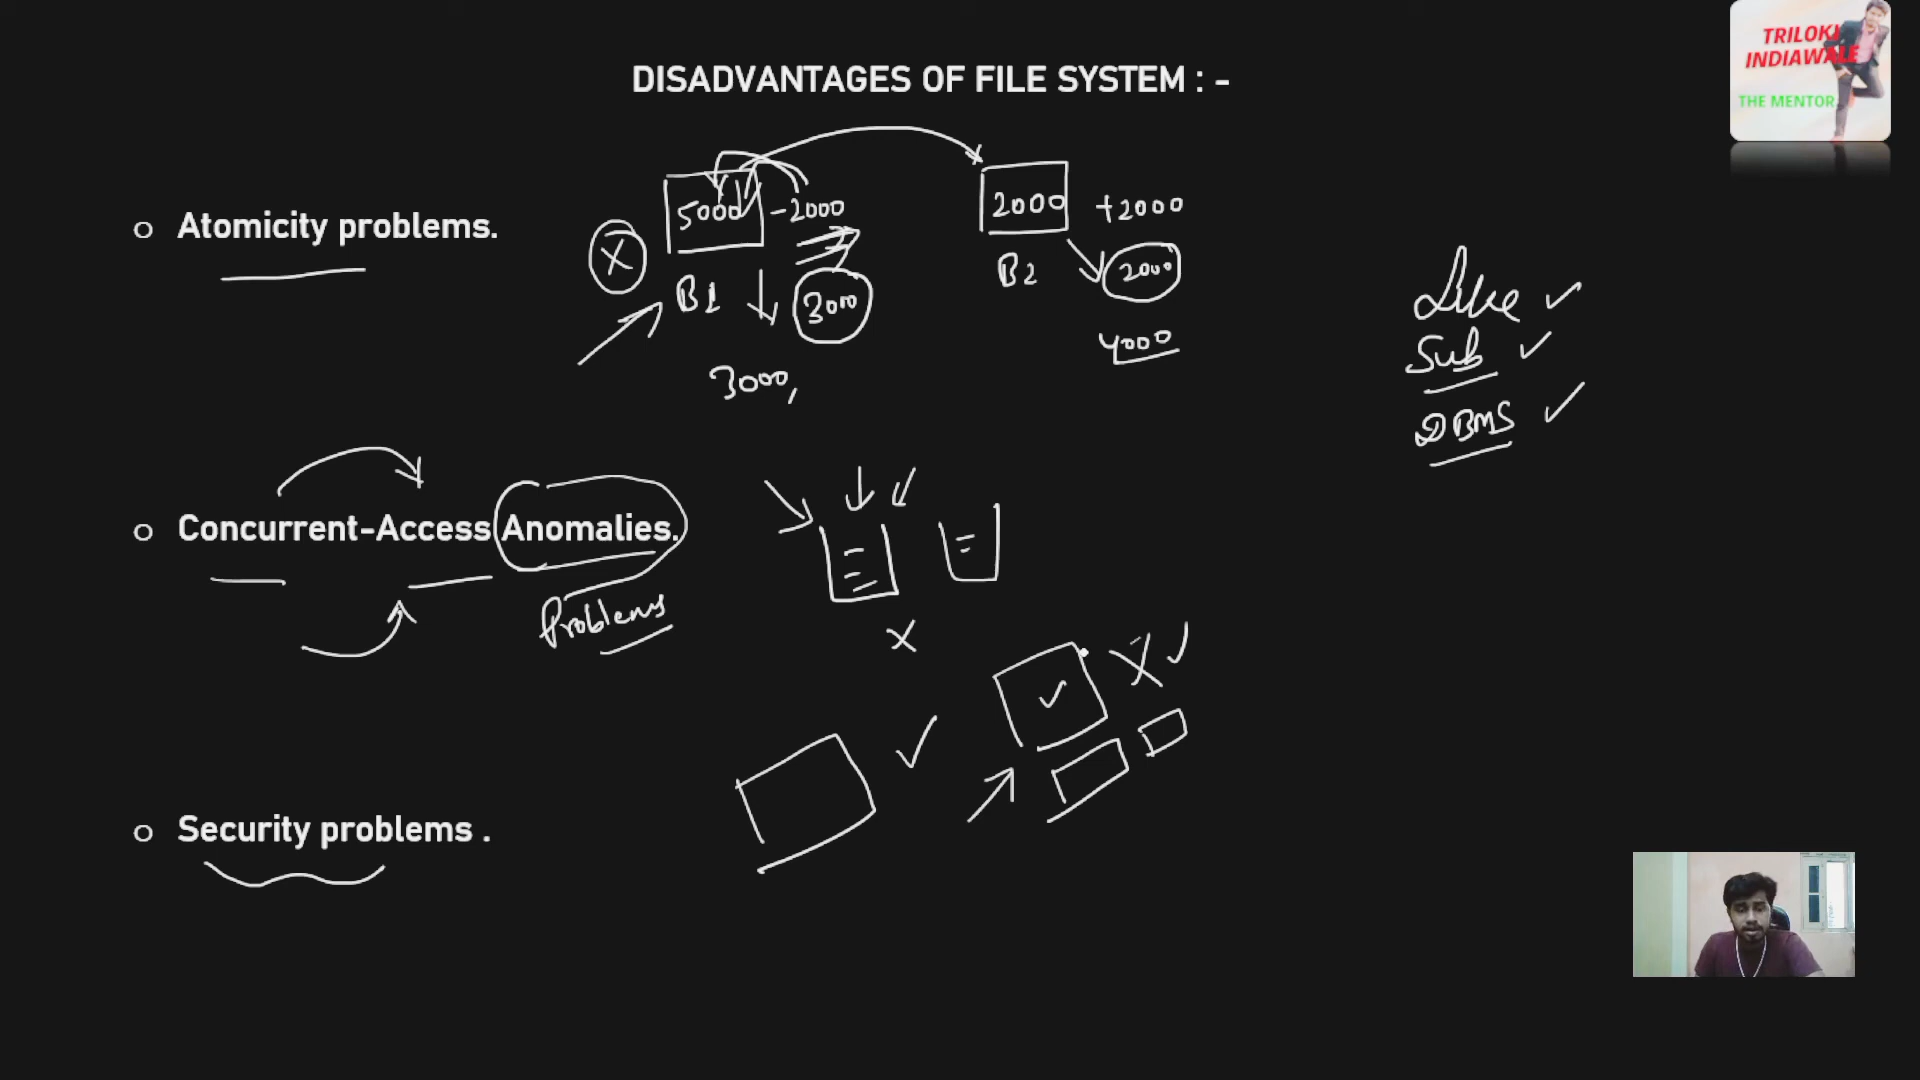 TRILOKI
INDIAWALE
THE MENTOR
DISADVANTAGES OF FILE SYSTEM : -
o Atomicity problems.
5000 -2000
2000 +2000
X
B1
3000
3000,
B2
2000
4000
Like ✓
Sub ✓
DBMS ✓
o Concurrent-Access Anomalies.
Problems
X
✓
✓ X ✓
o Security problems .